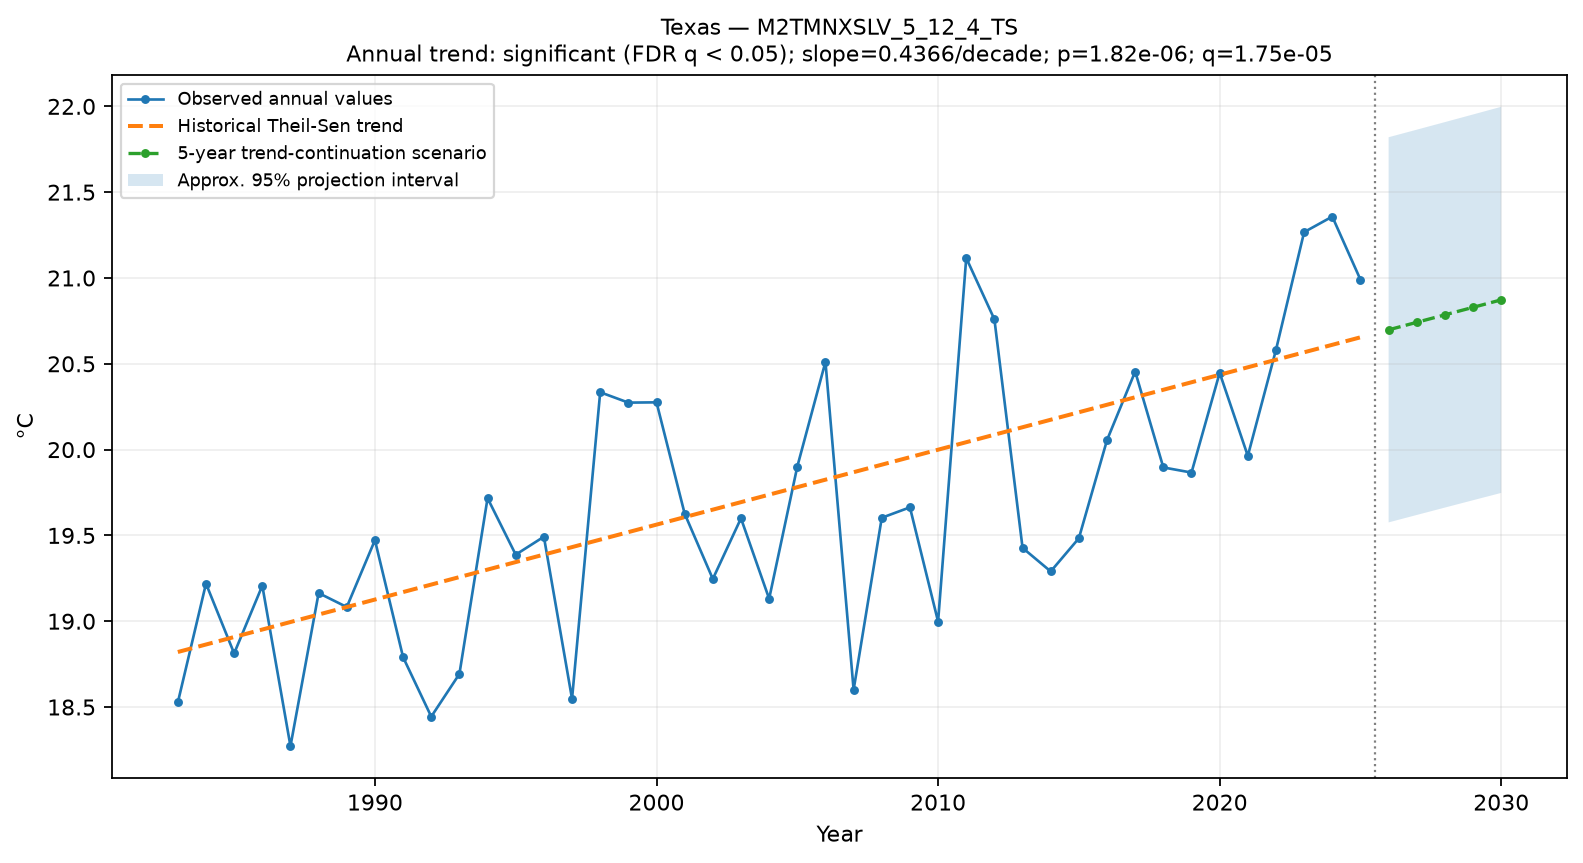 Texas — M2TMNXSLV_5_12_4_TS
Annual trend: significant (FDR q < 0.05); slope=0.4366/decade; p=1.82e-06; q=1.75e-05
Observed annual values
Historical Theil-Sen trend
5-year trend-continuation scenario
Approx. 95% projection interval
22.0
21.5
21.0
20.5
20.0
19.5
19.0
18.5
°C
1990
2000
2010
2020
2030
Year